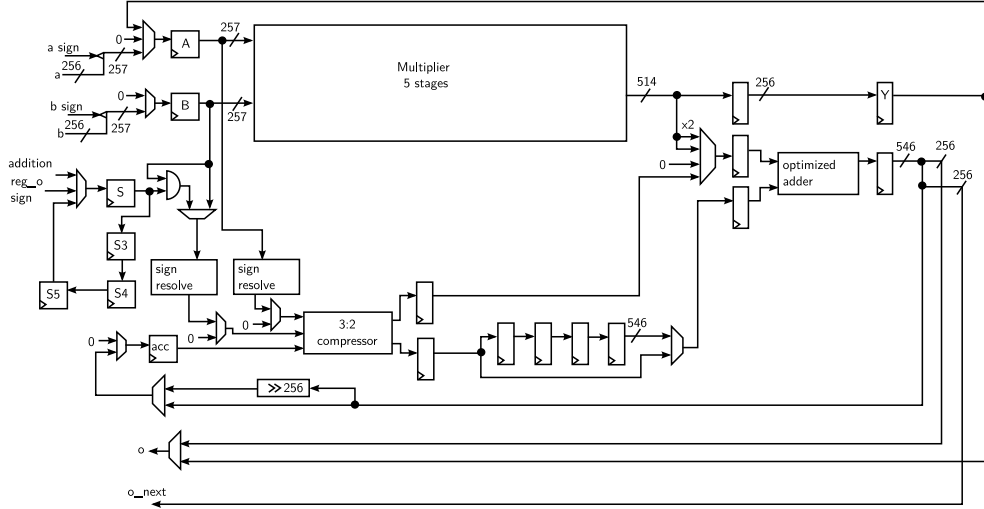 a sign
256
a
257
0
A
257
Multiplier
5 stages
514
256
Y
b sign
256
b
257
0
B
257
x2
0
optimized
adder
546
256
256
addition
reg_o
sign
S
S3
S4
S5
sign
resolve
sign
resolve
0
0
3:2
compressor
546
0
acc
>>256
o
o_next